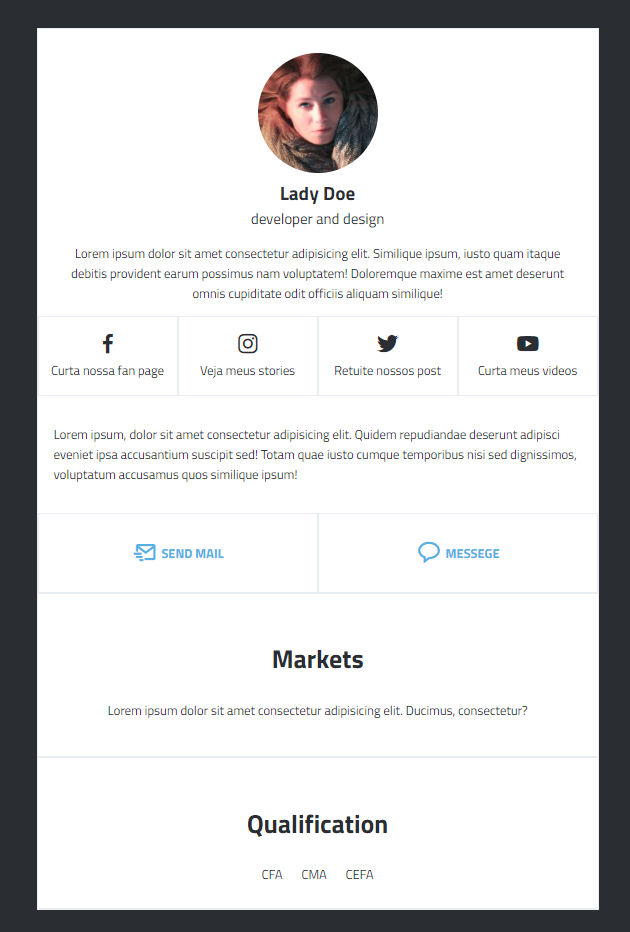 Lady Doe
developer and design
Lorem ipsum dolor sit amet consectetur adipisicing elit. Similique ipsum, iusto quam itaque
debitis provident earum possimus nam voluptatem! Doloremque maxime est amet deserunt
omnis cupiditate odit officiis aliquam similique!
Curta nossa fan page
Veja meus stories
Retuite nossos post
Curta meus videos
Lorem ipsum, dolor sit amet consectetur adipisicing elit. Quidem repudiandae deserunt adipisci
eveniet ipsa accusantium suscipit sed! Totam quae iusto cumque temporibus nisi sed dignissimos,
voluptatum accusamus quos similique ipsum!
SEND MAIL
MESSEGE
Markets
Lorem ipsum dolor sit amet consectetur adipisicing elit. Ducimus, consectetur?
Qualification
CFA CMA CEFA